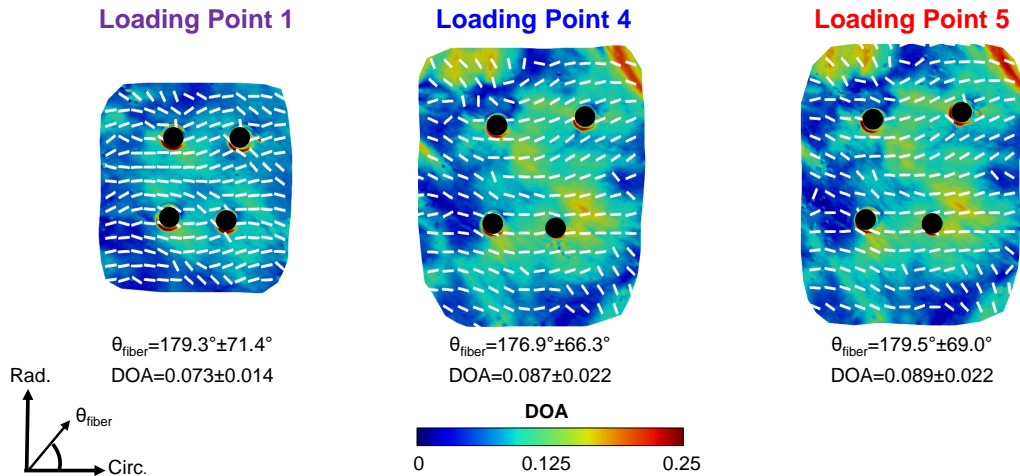 Loading Point 1
Loading Point 4
Loading Point 5
θfiber=179.3°±71.4°
DOA=0.073±0.014
θfiber=176.9°±66.3°
DOA=0.087±0.022
θfiber=179.5°±69.0°
DOA=0.089±0.022
Rad.
θfiber
Circ.
DOA
0 0.125 0.25